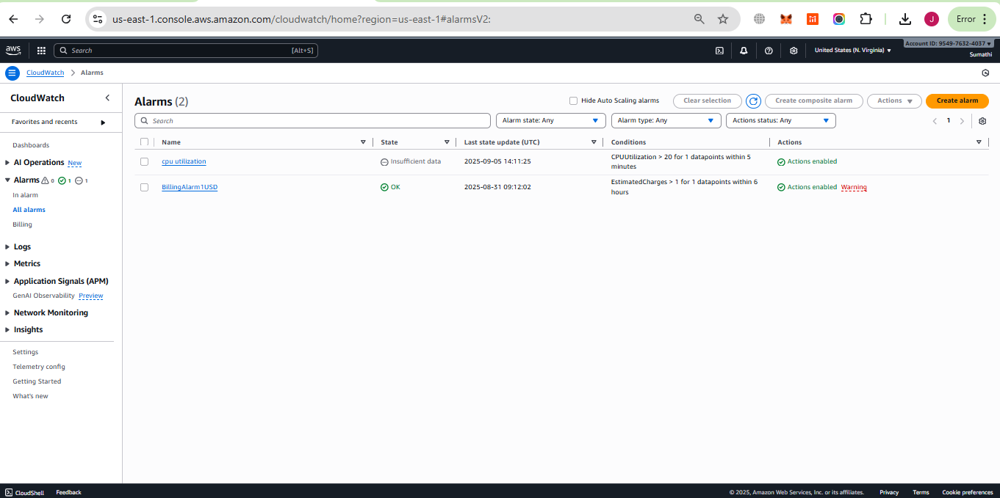 us-east-1.console.aws.amazon.com/cloudwatch/home?region=us-east-1#alarmsV2:
J
Error
aws
Search
[Alt+S]
United States (N. Virginia)
Account ID: 9549-7632-4037
Sumathi
CloudWatch
Alarms
CloudWatch
Favorites and recents
Dashboards
AI Operations New
Alarms 0 1 1
In alarm
All alarms
Billing
Logs
Metrics
Application Signals (APM)
GenAI Observability Preview
Network Monitoring
Insights
Settings
Telemetry config
Getting Started
What's new
Alarms (2)
Hide Auto Scaling alarms
Clear selection
Create composite alarm
Actions
Create alarm
Search
Alarm state: Any
Alarm type: Any
Actions status: Any
1
Name
State
Last state update (UTC)
Conditions
Actions
cpu utilization
Insufficient data
2025-09-05 14:11:25
CPUUtilization > 20 for 1 datapoints within 5
minutes
Actions enabled
BillingAlarm1USD
OK
2025-08-31 09:12:02
EstimatedCharges > 1 for 1 datapoints within 6
hours
Actions enabled Warning
CloudShell
Feedback
© 2025, Amazon Web Services, Inc. or its affiliates.
Privacy
Terms
Cookie preferences